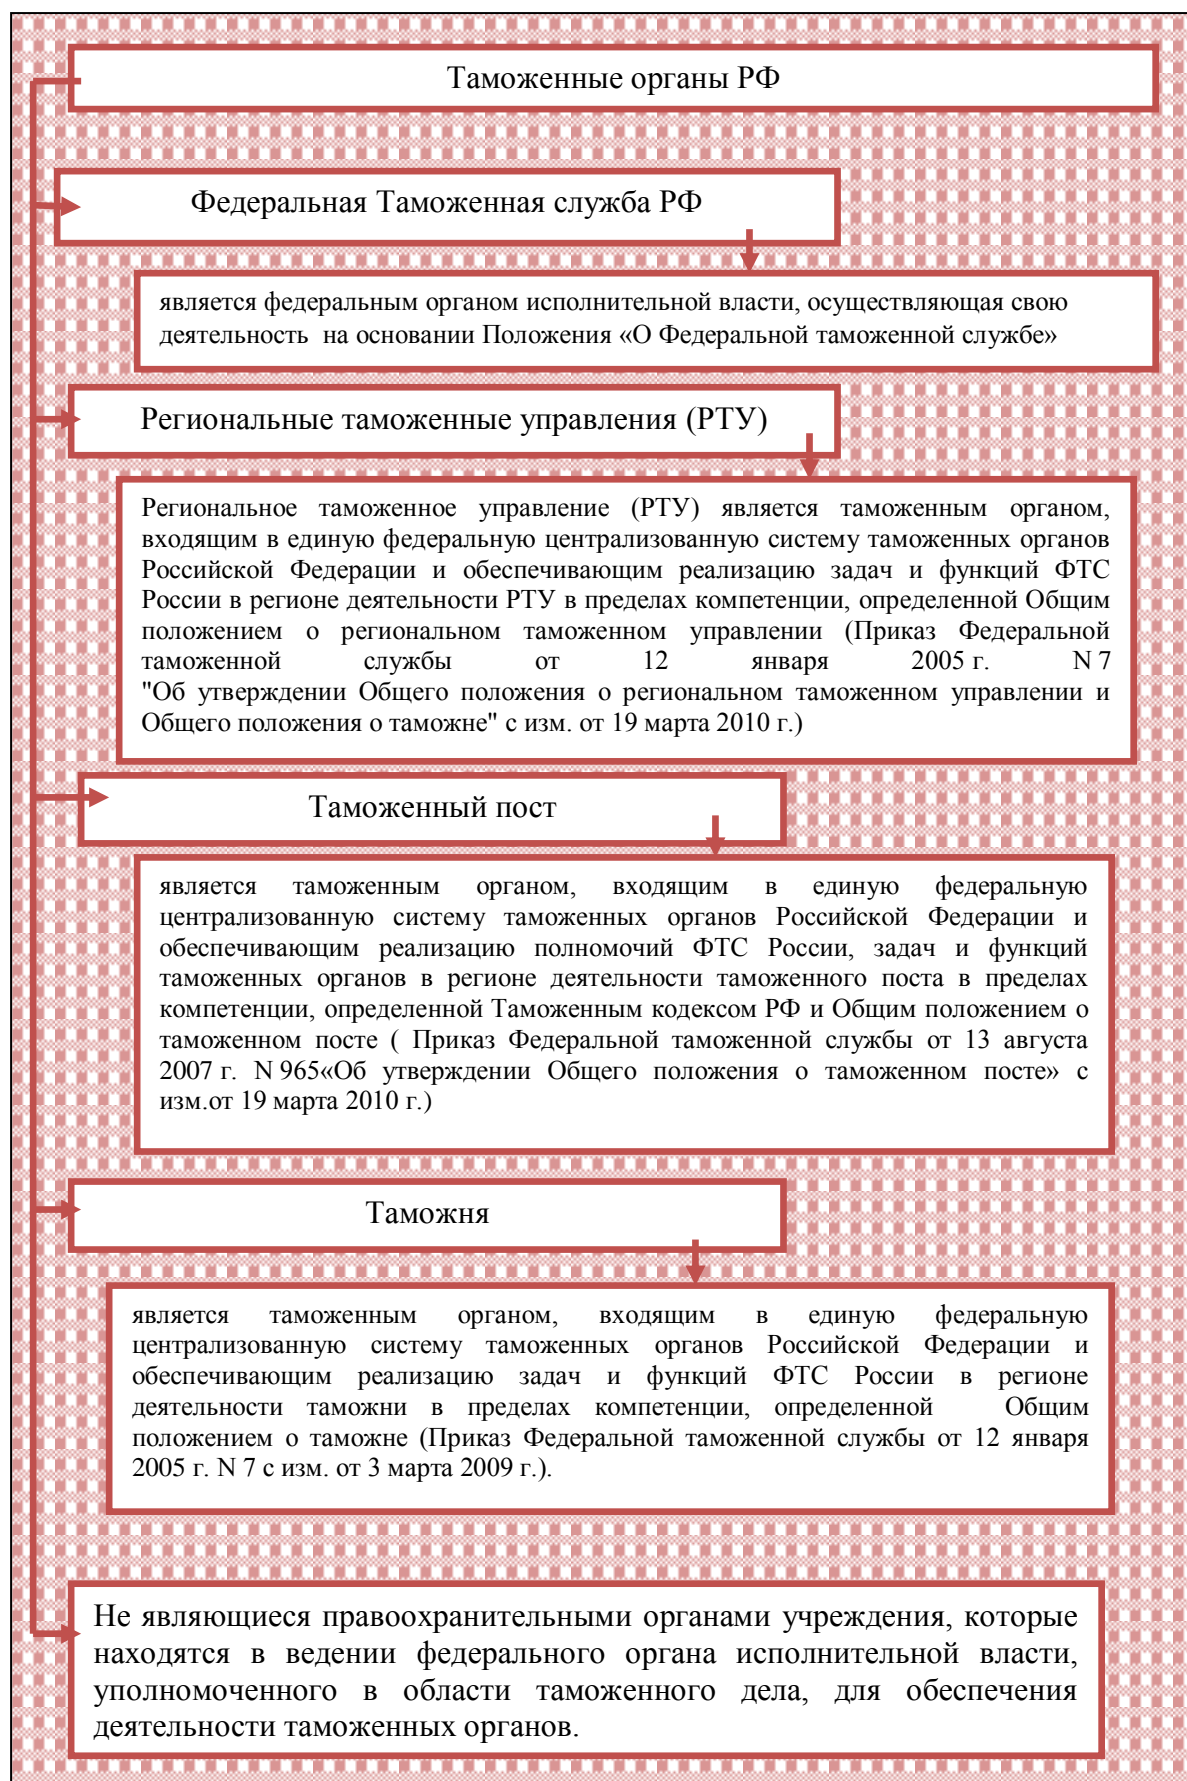 Таможенные органы РФ
Федеральная Таможенная служба РФ
является федеральным органом исполнительной власти, осуществляющая свою
деятельность на основании Положения «О Федеральной таможенной службе»
Региональные таможенные управления (РТУ)
Региональное таможенное управление (РТУ) является таможенным органом,
входящим в единую федеральную централизованную систему таможенных органов
Российской Федерации и обеспечивающим реализацию задач и функций ФТС
России в регионе деятельности РТУ в пределах компетенции, определенной Общим
положением о региональном таможенном управлении (Приказ Федеральной
таможенной службы от 12 января 2005 г. N 7
"Об утверждении Общего положения о региональном таможенном управлении и
Общего положения о таможне" с изм. от 19 марта 2010 г.)
Таможенный пост
является таможенным органом, входящим в единую федеральную
централизованную систему таможенных органов Российской Федерации и
обеспечивающим реализацию полномочий ФТС России, задач и функций
таможенных органов в регионе деятельности таможенного поста в пределах
компетенции, определенной Таможенным кодексом РФ и Общим положением о
таможенном посте ( Приказ Федеральной таможенной службы от 13 августа
2007 г. N 965«Об утверждении Общего положения о таможенном посте» с
изм.от 19 марта 2010 г.)
Таможня
является таможенным органом, входящим в единую федеральную
централизованную систему таможенных органов Российской Федерации и
обеспечивающим реализацию задач и функций ФТС России в регионе
деятельности таможни в пределах компетенции, определенной Общим
положением о таможне (Приказ Федеральной таможенной службы от 12 января
2005 г. N 7 с изм. от 3 марта 2009 г.).
Не являющиеся правоохранительными органами учреждения, которые
находятся в ведении федерального органа исполнительной власти,
уполномоченного в области таможенного дела, для обеспечения
деятельности таможенных органов.